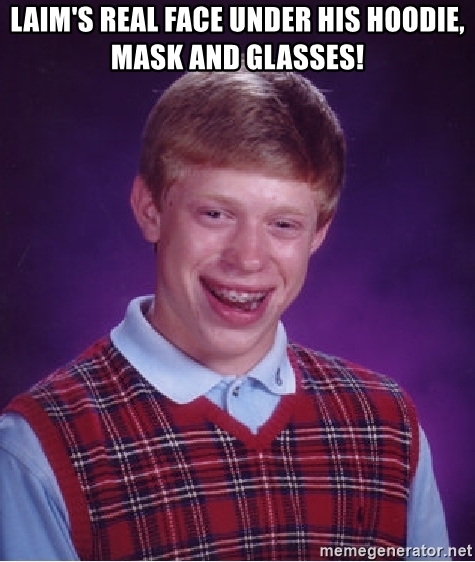 LAIM'S REAL FACE UNDER HIS HOODIE,
MASK AND GLASSES!
memegenerator.net